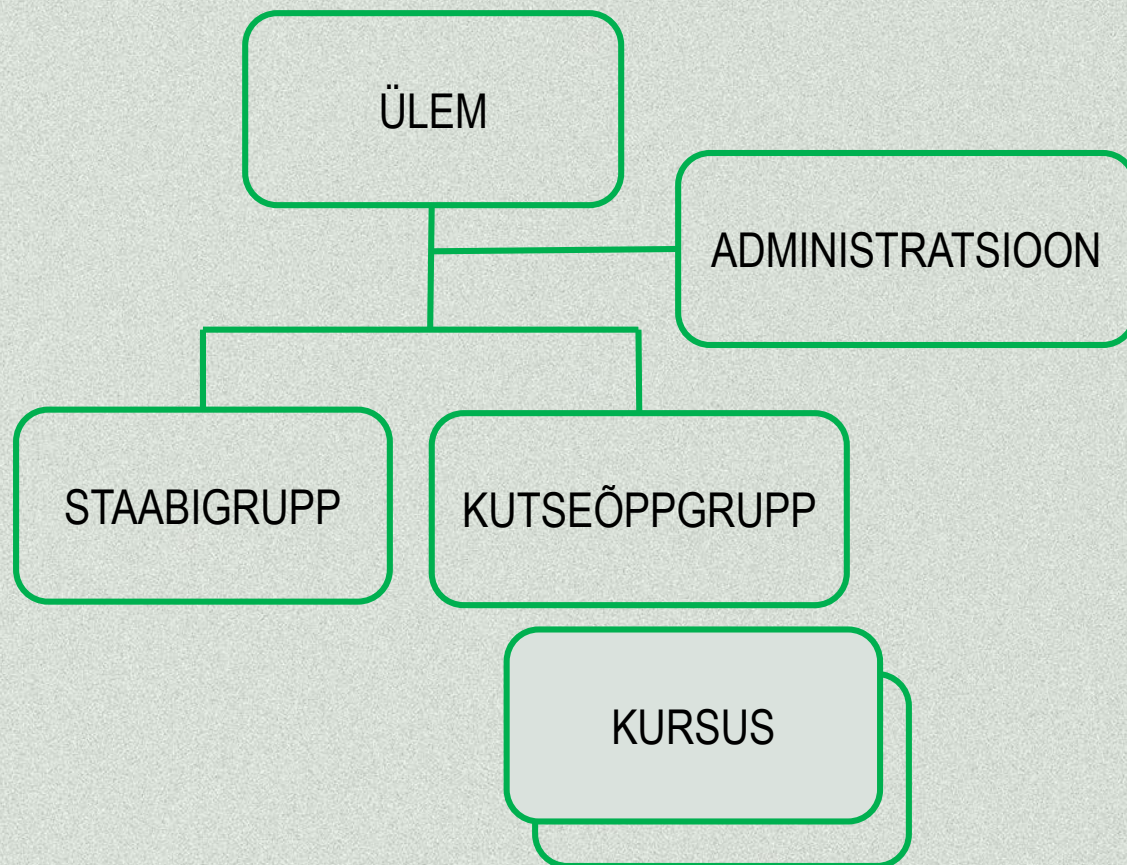 ÜLEM
ADMINISTRATSIOON
STAABIGRUPP
KUTSEÕPPGRUPP
KURSUS